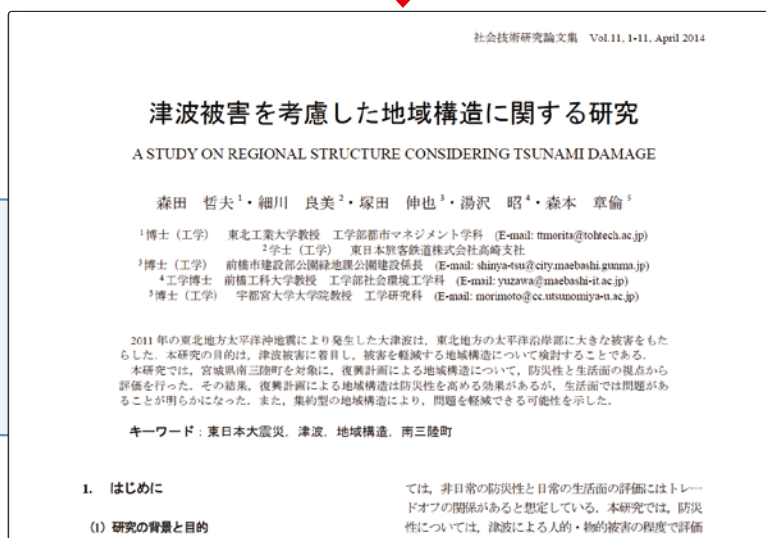 社会技術研究論文集 Vol.11, 1-11, April 2014
津波被害を考慮した地域構造に関する研究
A STUDY ON REGIONAL STRUCTURE CONSIDERING TSUNAMI DAMAGE
森田 哲夫¹・細川 良美²・塚田 伸也³・湯沢 昭⁴・森本 章倫⁵
¹博士(工学) 東北工業大学教授 工学部都市マネジメント学科 (E-mail: ttmorita@tohtech.ac.jp)
²学士(工学) 東日本旅客鉄道株式会社高崎支社
³博士(工学) 前橋市建設部公園緑地課公園建設係長 (E-mail: shinya-tsu@city.maebashi.gunma.jp)
⁴工学博士 前橋工科大学教授 工学部社会環境工学科 (E-mail: yuzawa@maebashi-it.ac.jp)
⁵博士(工学) 宇都宮大学大学院教授 工学研究科 (E-mail: morimoto@cc.utsunomiya-u.ac.jp)
2011 年の東北地方太平洋沖地震により発生した大津波は,東北地方の太平洋沿岸部に大きな被害をもた
らした.本研究の目的は,津波被害に着目し,被害を軽減する地域構造について検討することである.
本研究では,宮城県南三陸町を対象に,復興計画による地域構造について,防災性と生活面の視点から
評価を行った.その結果,復興計画による地域構造は防災性を高める効果があるが,生活面では問題があ
ることが明らかになった.また,集約型の地域構造により,問題を軽減できる可能性を示した.
キーワード:東日本大震災,津波,地域構造,南三陸町
1. はじめに
(1) 研究の背景と目的
ては,非日常の防災性と日常の生活面の評価にはトレー
ドオフの関係があると想定している.本研究では,防災
性については,津波による人的・物的被害の程度で評価